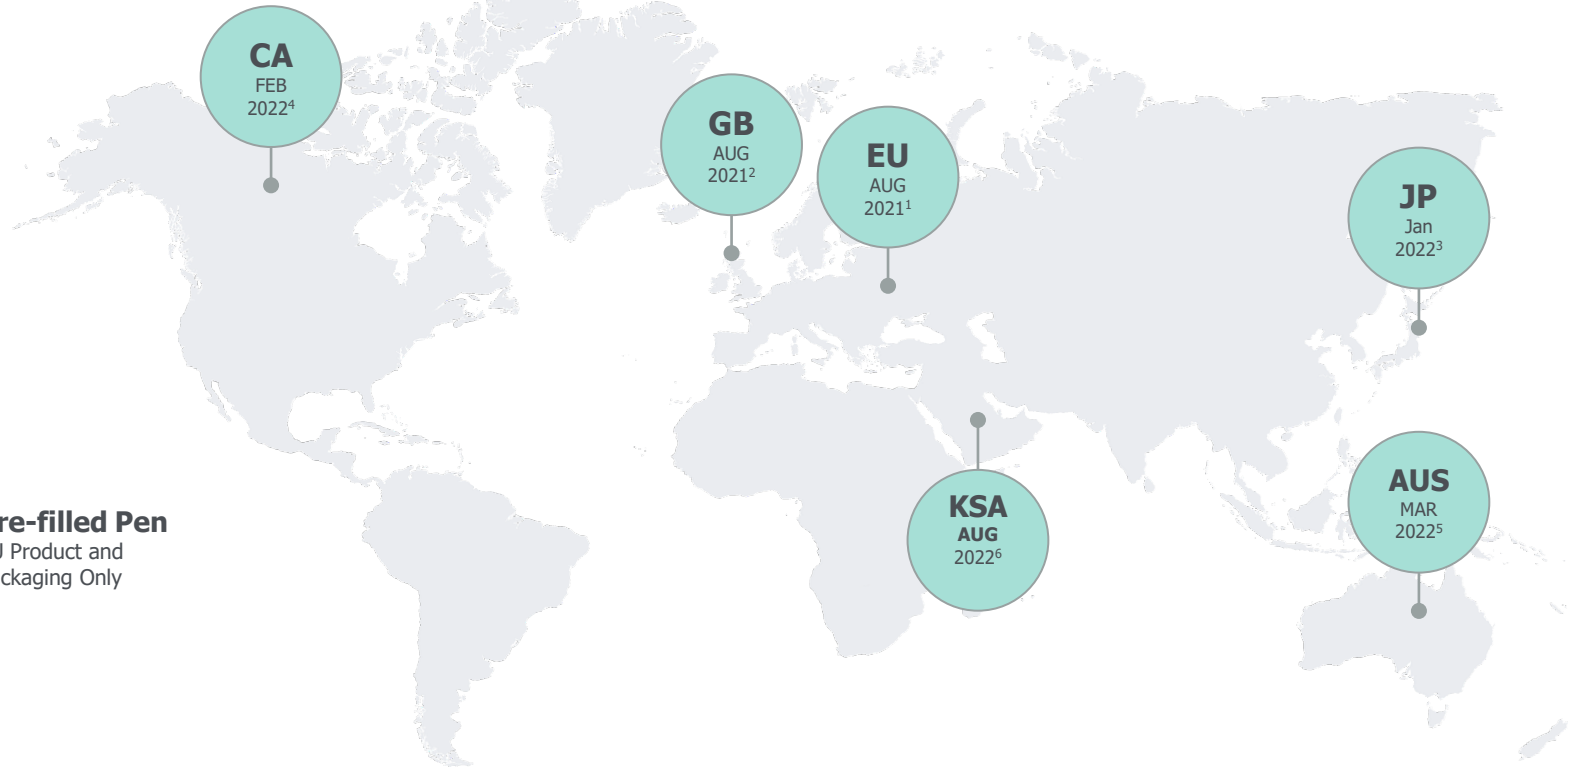 CA
FEB
2022⁴
GB
AUG
2021²
EU
AUG
2021¹
JP
Jan
2022³
KSA
AUG
2022⁶
AUS
MAR
2022⁵
re-filled Pen
Product and
ckaging Only